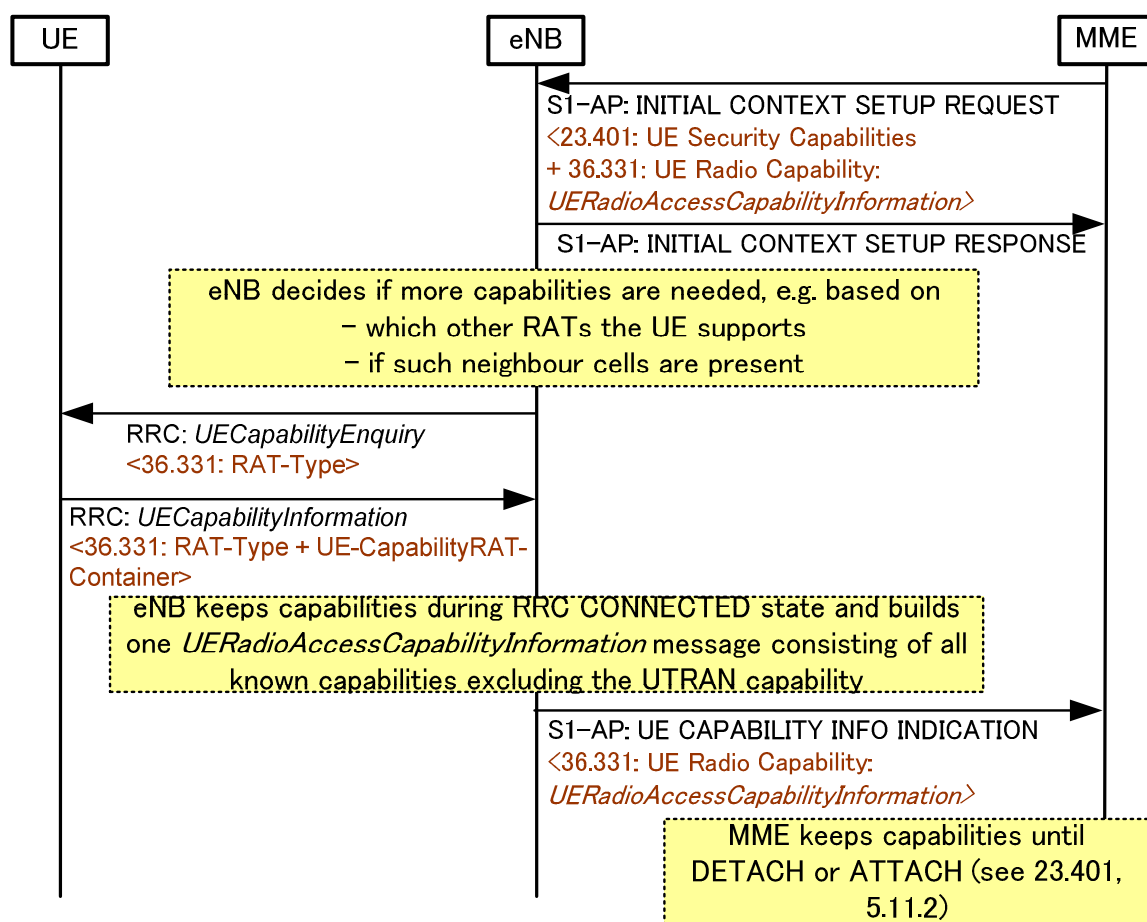 UE
eNB
MME
S1-AP: INITIAL CONTEXT SETUP REQUEST
<23.401: UE Security Capabilities
+ 36.331: UE Radio Capability:
UERadioAccessCapabilityInformation>
S1-AP: INITIAL CONTEXT SETUP RESPONSE
eNB decides if more capabilities are needed, e.g. based on
- which other RATs the UE supports
- if such neighbour cells are present
RRC: UECapabilityEnquiry
<36.331: RAT-Type>
RRC: UECapabilityInformation
<36.331: RAT-Type + UE-CapabilityRAT-
Container>
eNB keeps capabilities during RRC CONNECTED state and builds
one UERadioAccessCapabilityInformation message consisting of all
known capabilities excluding the UTRAN capability
S1-AP: UE CAPABILITY INFO INDICATION
<36.331: UE Radio Capability:
UERadioAccessCapabilityInformation>
MME keeps capabilities until
DETACH or ATTACH (see 23.401,
5.11.2)